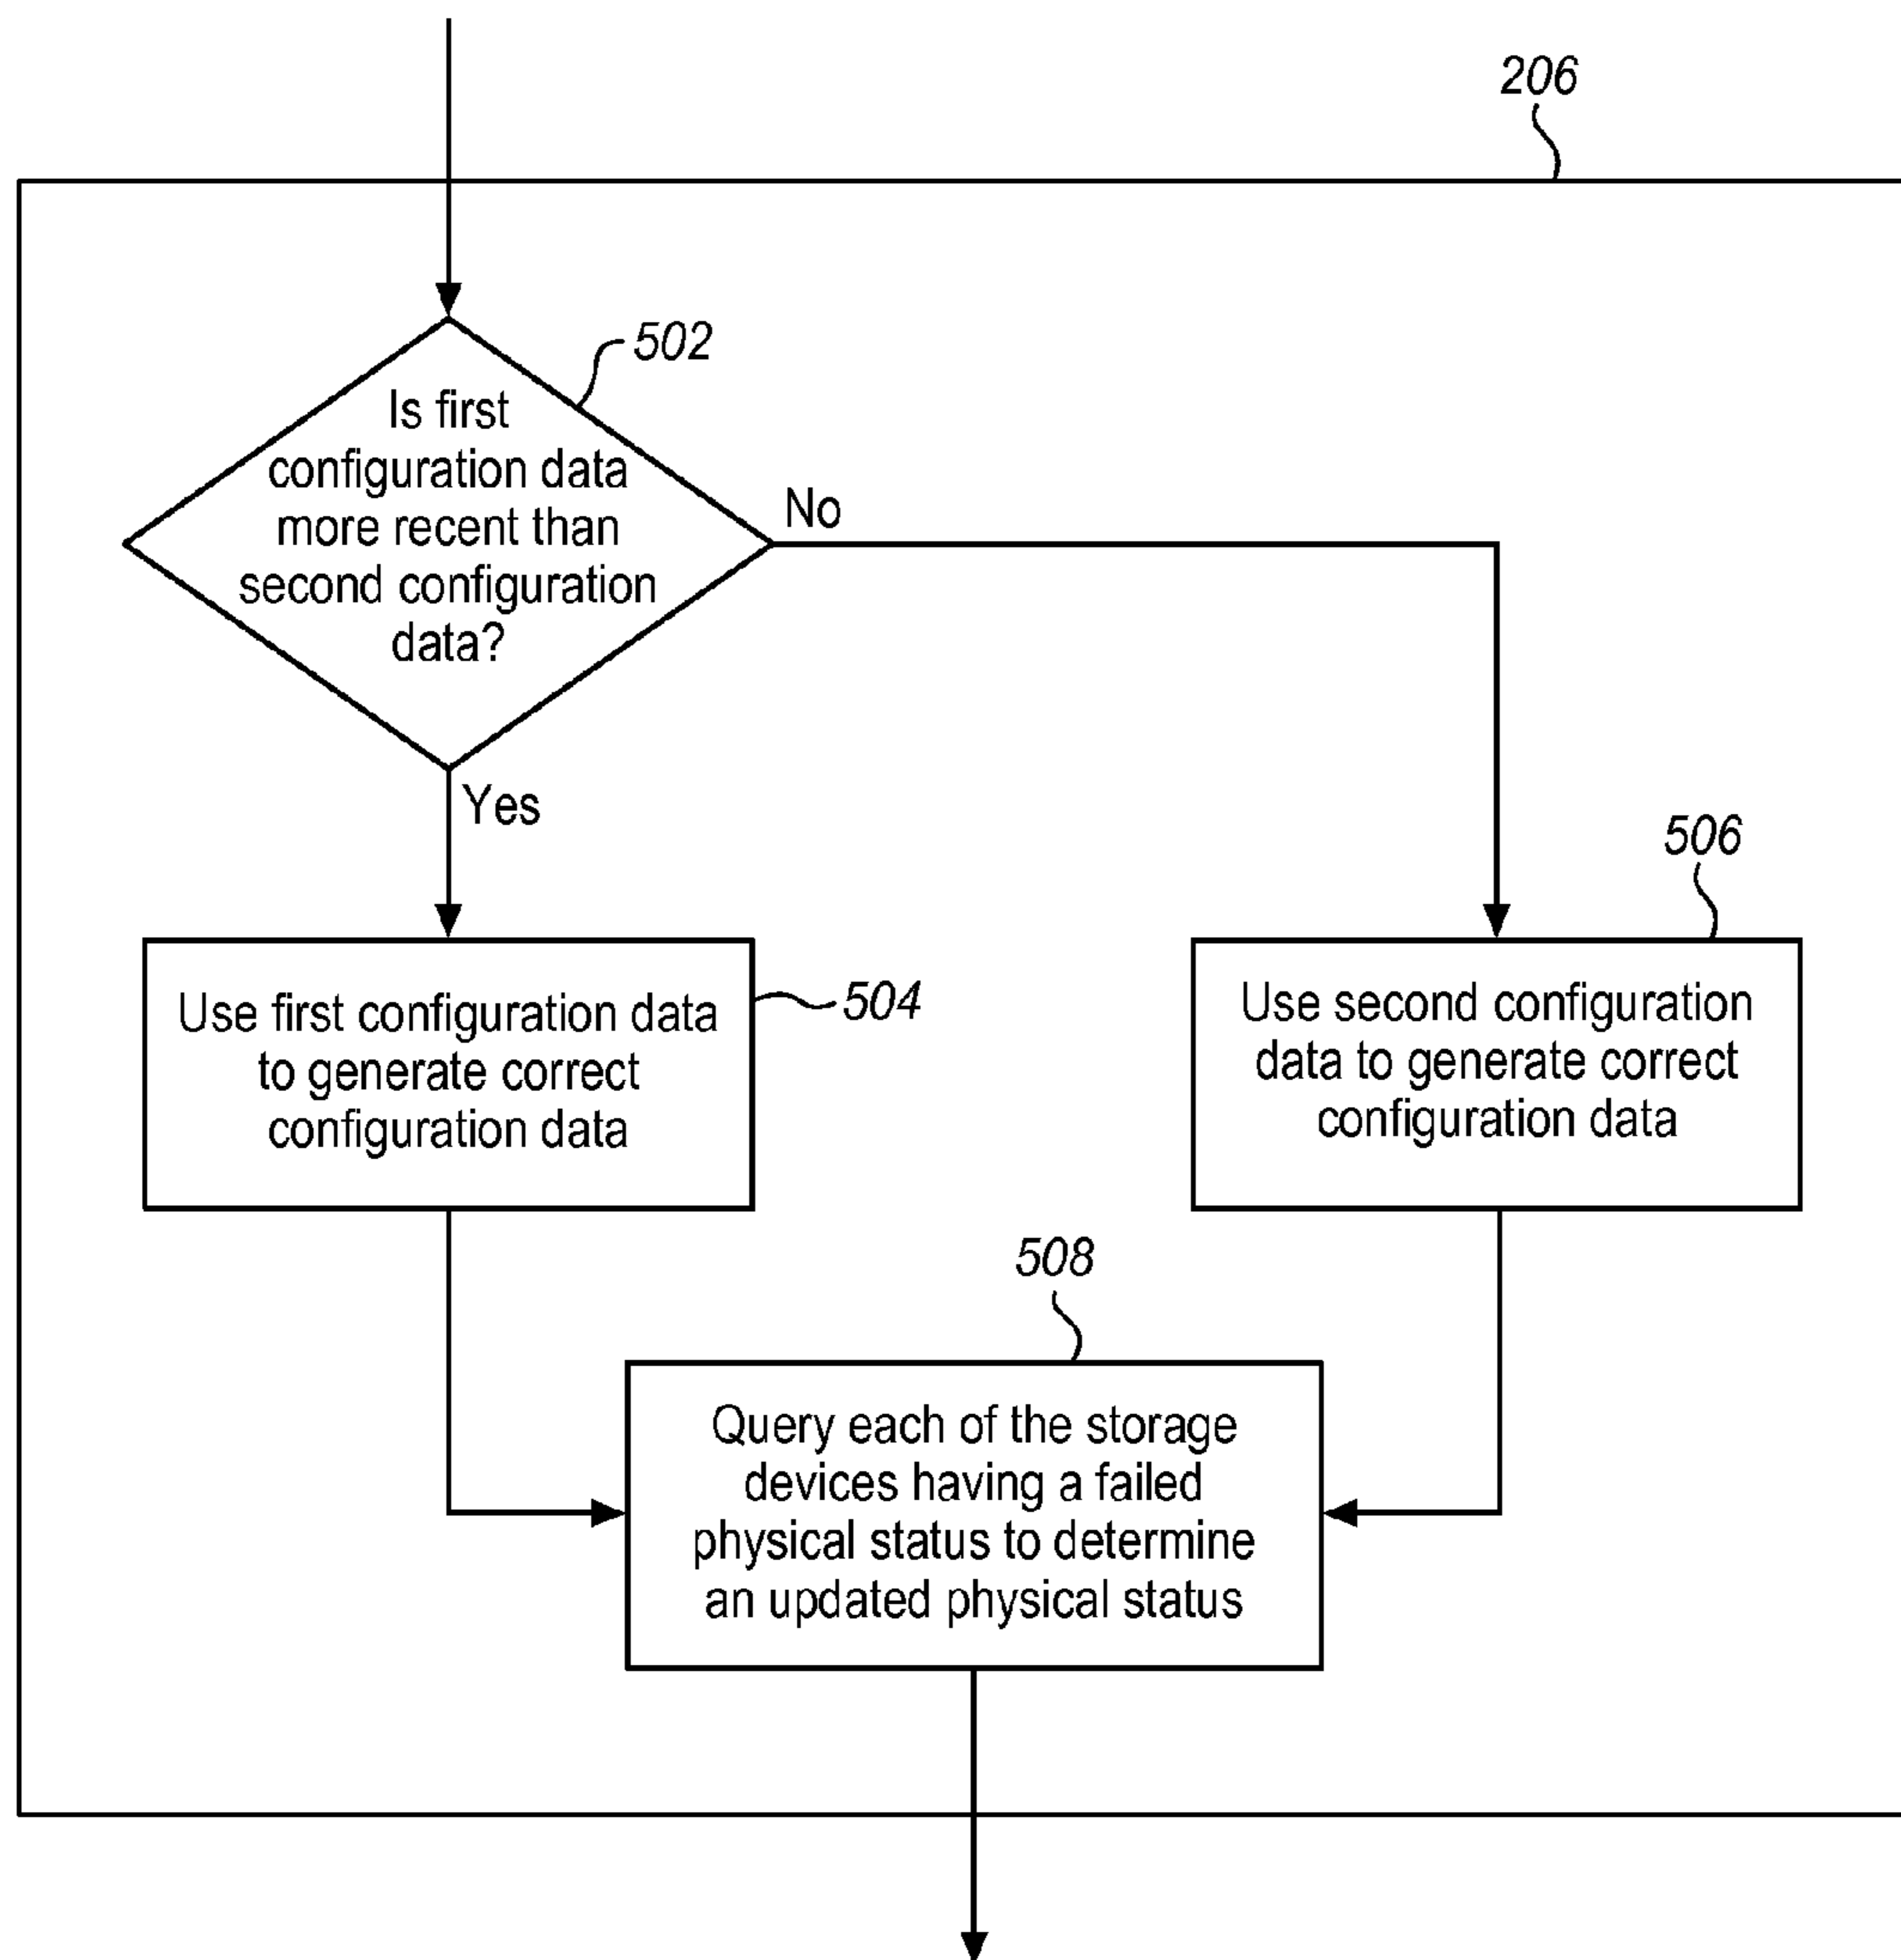 206
502
Is first
configuration data
more recent than
second configuration
data?
No
Yes
506
Use first configuration data
to generate correct
configuration data
504
Use second configuration
data to generate correct
configuration data
508
Query each of the storage
devices having a failed
physical status to determine
an updated physical status